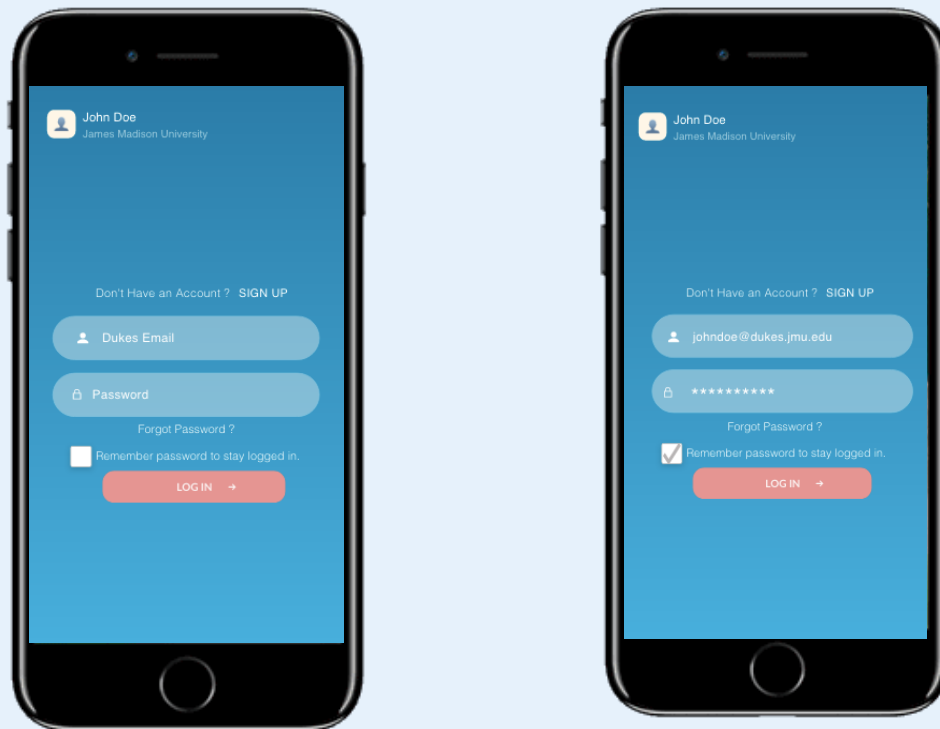 John Doe
James Madison University
Don't Have an Account ? SIGN UP
Dukes Email
Password
Forgot Password ?
Remember password to stay logged in.
LOG IN →
John Doe
James Madison University
Don't Have an Account ? SIGN UP
johndoe@dukes.jmu.edu
**********
Forgot Password ?
Remember password to stay logged in.
LOG IN →